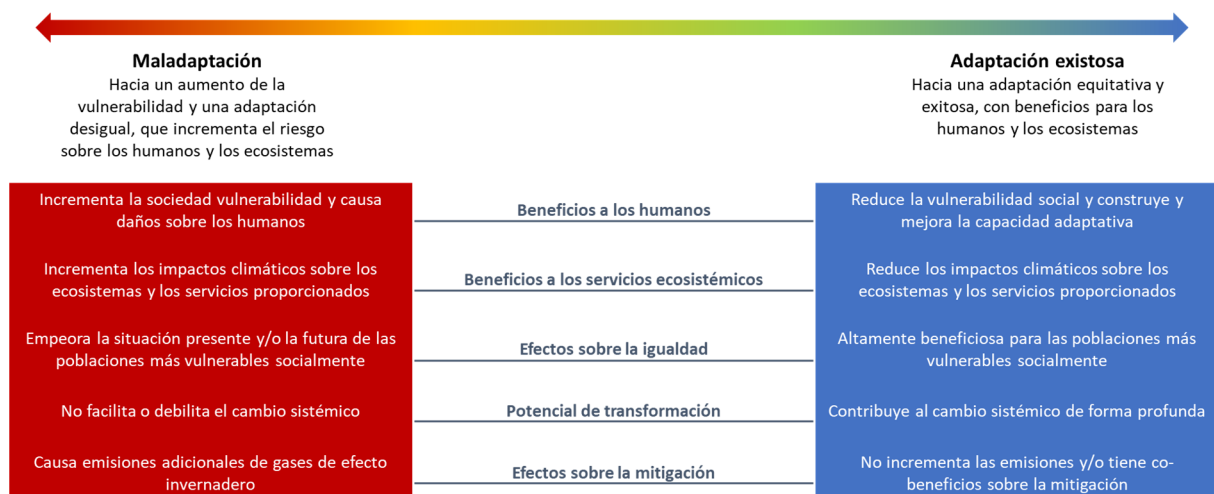 Maladaptación
Hacia un aumento de la
vulnerabilidad y una adaptación
desigual, que incrementa el riesgo
sobre los humanos y los ecosistemas
Adaptación existosa
Hacia una adaptación equitativa y
exitosa, con beneficios para los
humanos y los ecosistemas
Incrementa la sociedad vulnerabilidad y causa
daños sobre los humanos
Beneficios a los humanos
Reduce la vulnerabilidad social y construye y
mejora la capacidad adaptativa
Incrementa los impactos climáticos sobre los
ecosistemas y los servicios proporcionados
Beneficios a los servicios ecosistémicos
Reduce los impactos climáticos sobre los
ecosistemas y los servicios proporcionados
Empeora la situación presente y/o la futura de las
poblaciones más vulnerables socialmente
Efectos sobre la igualdad
Altamente beneficiosa para las poblaciones más
vulnerables socialmente
No facilita o debilita el cambio sistémico
Potencial de transformación
Contribuye al cambio sistémico de forma profunda
Causa emisiones adicionales de gases de efecto
invernadero
Efectos sobre la mitigación
No incrementa las emisiones y/o tiene co-
beneficios sobre la mitigación